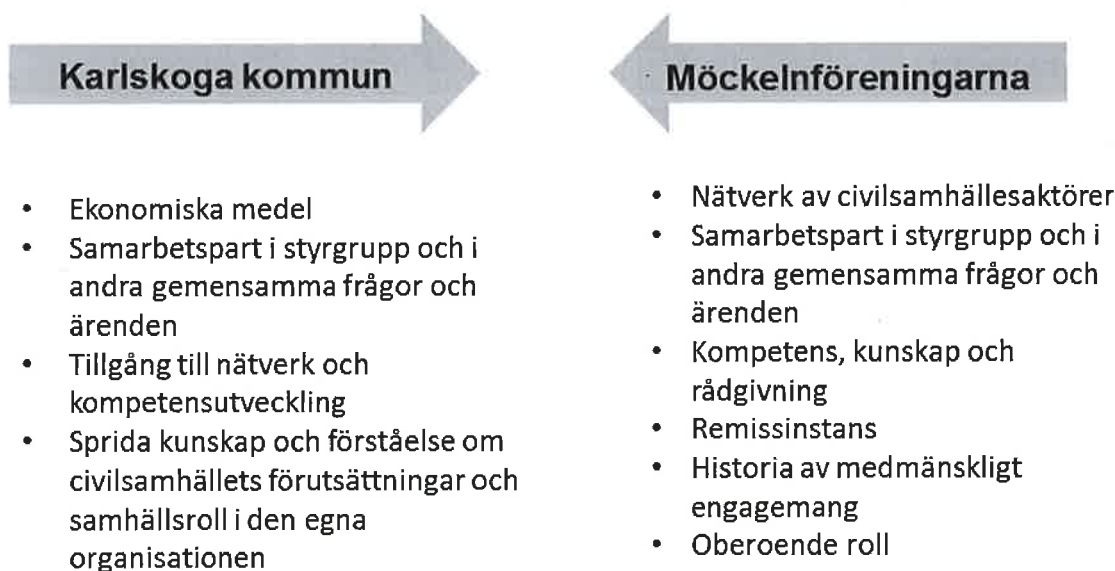 Karlskoga kommun
• Ekonomiska medel
• Samarbetspart i styrgrupp och i
andra gemensamma frågor och
ärenden
• Tillgång till nätverk och
kompetensutveckling
• Sprida kunskap och förståelse om
civilsamhällets förutsättningar och
samhällsroll i den egna
organisationen
Möckelnföreningarna
• Nätverk av civilsamhällesaktörer
• Samarbetspart i styrgrupp och i
andra gemensamma frågor och
ärenden
• Kompetens, kunskap och
rådgivning
• Remissinstans
• Historia av medmänskligt
engagemang
• Oberoende roll